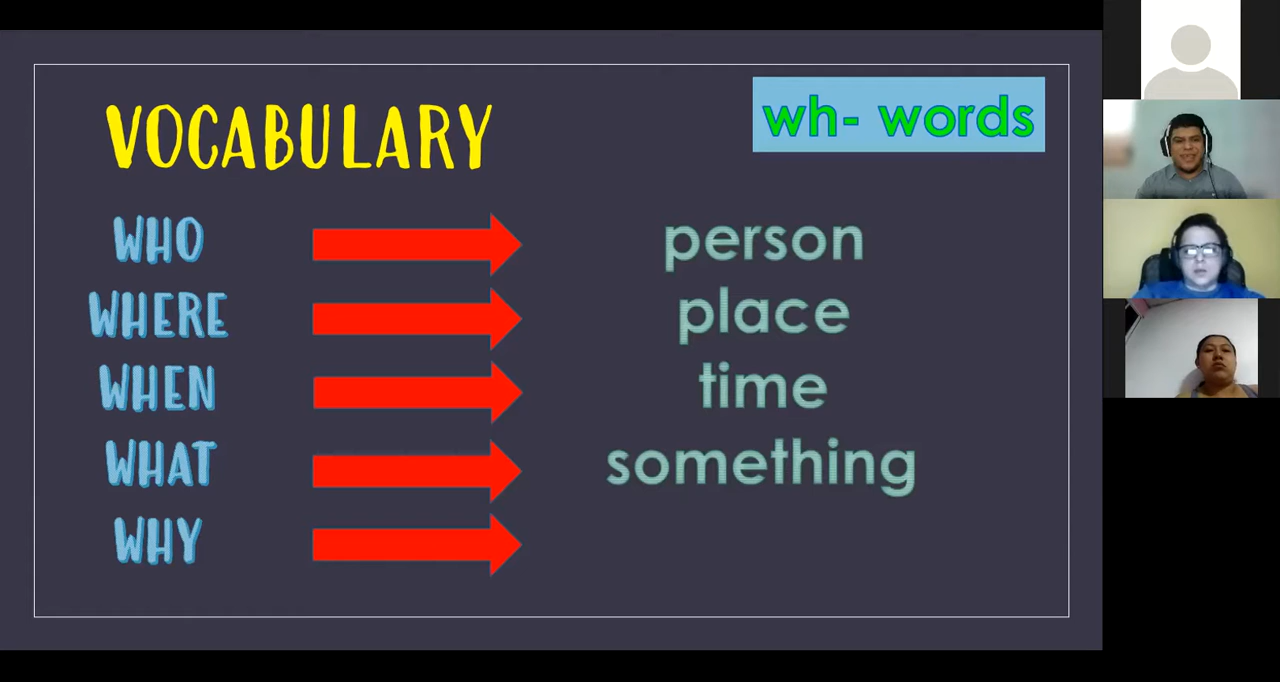 VOCABULARY
wh- words
WHO person
WHERE place
WHEN time
WHAT something
WHY